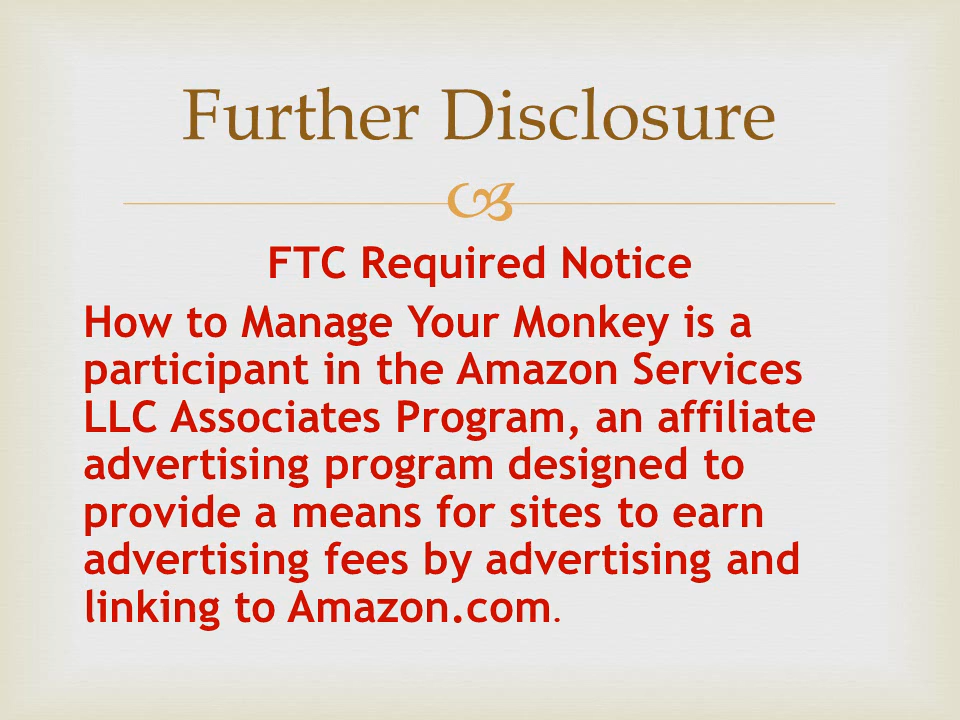 Further Disclosure
FTC Required Notice
How to Manage Your Monkey is a
participant in the Amazon Services
LLC Associates Program, an affiliate
advertising program designed to
provide a means for sites to earn
advertising fees by advertising and
linking to Amazon.com.